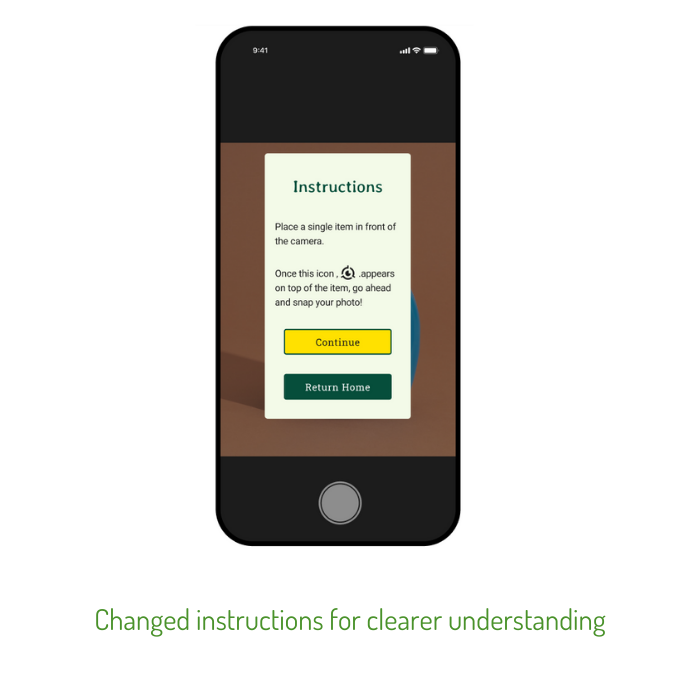 9:41
Instructions
Place a single item in front of
the camera.
Once this icon , .appears
on top of the item, go ahead
and snap your photo!
Continue
Return Home
Changed instructions for clearer understanding